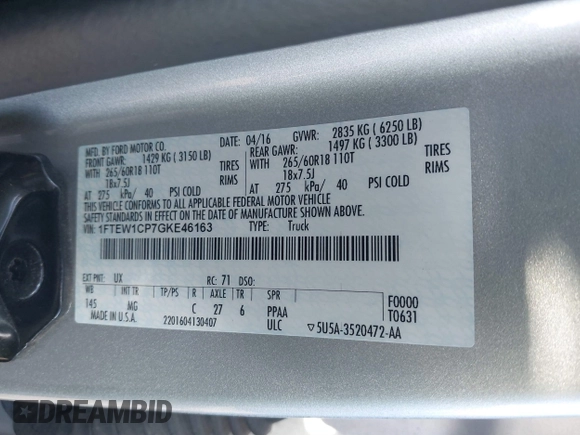 MFD. BY FORD MOTOR CO.
DATE: 04/16 GVWR: 2835 KG ( 6250 LB)
FRONT GAWR: 1429 KG ( 3150 LB) REAR GAWR: 1497 KG ( 3300 LB)
WITH 265/60R18 110T TIRES WITH 265/60R18 110T TIRES
18x7.5J RIMS 18x7.5J RIMS
AT 275 kPa/ 40 PSI COLD AT 275 kPa/ 40 PSI COLD
THIS VEHICLE CONFORMS TO ALL APPLICABLE FEDERAL MOTOR VEHICLE
SAFETY STANDARDS IN EFFECT ON THE DATE OF MANUFACTURE SHOWN ABOVE.
VIN: 1FTEW1CP7GKE46163 TYPE: Truck
EXT PNT: UX RC: 71 DSO:
WB INT TR TP/PS R AXLE TR SPR F0000
145 MG C 27 6 PPAA T0631
MADE IN U.S.A. 2201604130407 ULC ▽5U5A-3520472-AA
DREAMBID